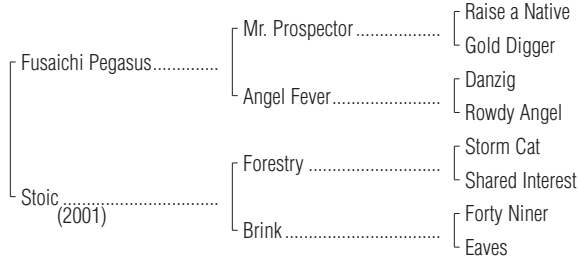 Raise a Native
Mr. Prospector
Gold Digger
Fusaichi Pegasus
Danzig
Angel Fever
Rowdy Angel
Storm Cat
Forestry
Shared Interest
Stoic
(2001)
Forty Niner
Brink
Eaves